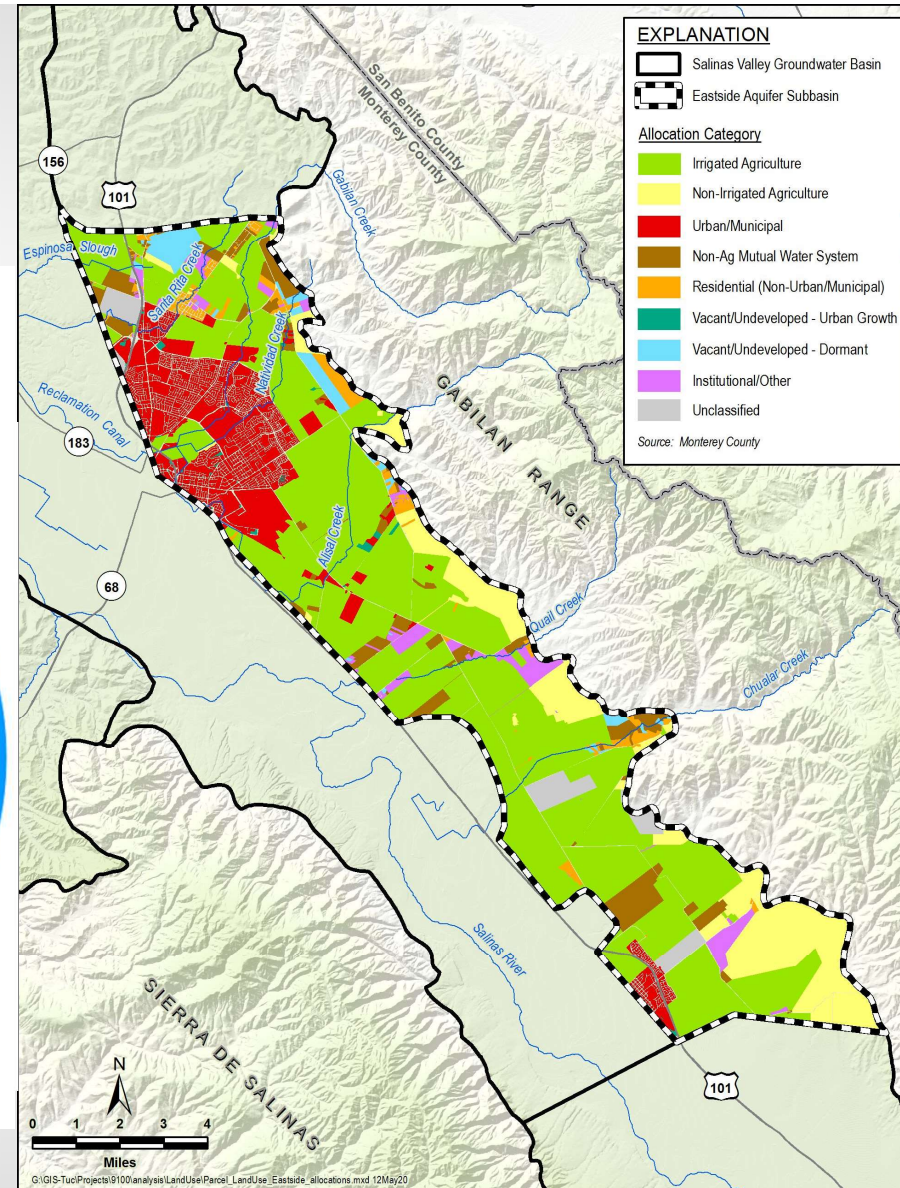 EXPLANATION
Salinas Valley Groundwater Basin
Eastside Aquifer Subbasin
Allocation Category
Irrigated Agriculture
Non-Irrigated Agriculture
Urban/Municipal
Non-Ag Mutual Water System
Residential (Non-Urban/Municipal)
Vacant/Undeveloped - Urban Growth
Vacant/Undeveloped - Dormant
Institutional/Other
Unclassified
Source: Monterey County
San Benito County
Monterey County
156
101
Gabilan Creek
Espinosa Slough
Santa Rita Creek
Natividad Creek
Reclamation Canal
183
GABILAN RANGE
Alisal Creek
68
Quail Creek
Chualar Creek
Salinas River
SIERRA DE SALINAS
101
N
0 1 2 3 4
Miles
G:\GIS-Tuc\Projects\9100\analysis\LandUse\Parcel_LandUse_Eastside_allocations.mxd 12May20